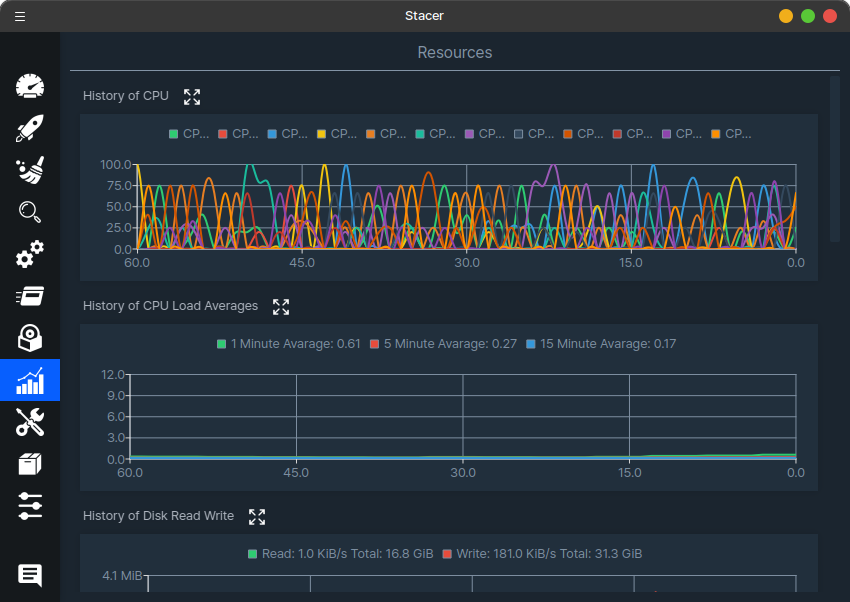 Stacer
Resources
History of CPU
CP... CP... CP... CP... CP... CP... CP... CP... CP... CP... CP... CP...
100.0
75.0
50.0
25.0
0.0
60.0 45.0 30.0 15.0 0.0
History of CPU Load Averages
1 Minute Avarage: 0.61 5 Minute Avarage: 0.27 15 Minute Avarage: 0.17
12.0
9.0
6.0
3.0
0.0
60.0 45.0 30.0 15.0 0.0
History of Disk Read Write
Read: 1.0 KiB/s Total: 16.8 GiB Write: 181.0 KiB/s Total: 31.3 GiB
4.1 MiB